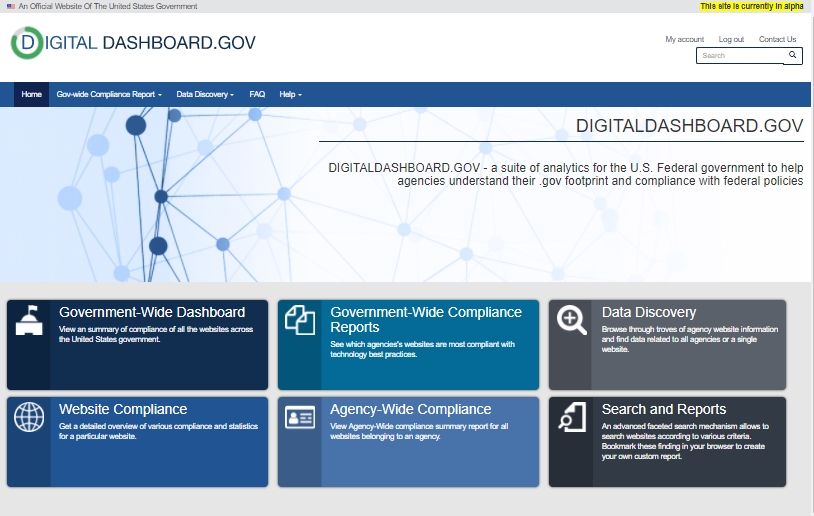 An Official Website Of The United States Government
This site is currently in alpha
DIGITAL DASHBOARD.GOV
My account Log out Contact Us
Search
Home Gov-wide Compliance Report Data Discovery FAQ Help
DIGITALDASHBOARD.GOV
DIGITALDASHBOARD.GOV - a suite of analytics for the U.S. Federal government to help
agencies understand their .gov footprint and compliance with federal policies
Government-Wide Dashboard
View an summary of compliance of all the websites across
the United States government.
Government-Wide Compliance
Reports
See which agencies's websites are most compliant with
technology best practices.
Data Discovery
Browse through troves of agency website information
and find data related to all agencies or a single
website.
Website Compliance
Get a detailed overview of various compliance and statistics
for a particular website.
Agency-Wide Compliance
View Agency-Wide compliance summary report for all
websites belonging to an agency.
Search and Reports
An advanced faceted search mechanism allows to
search websites according to various criteria.
Bookmark these finding in your browser to create
your own custom report.